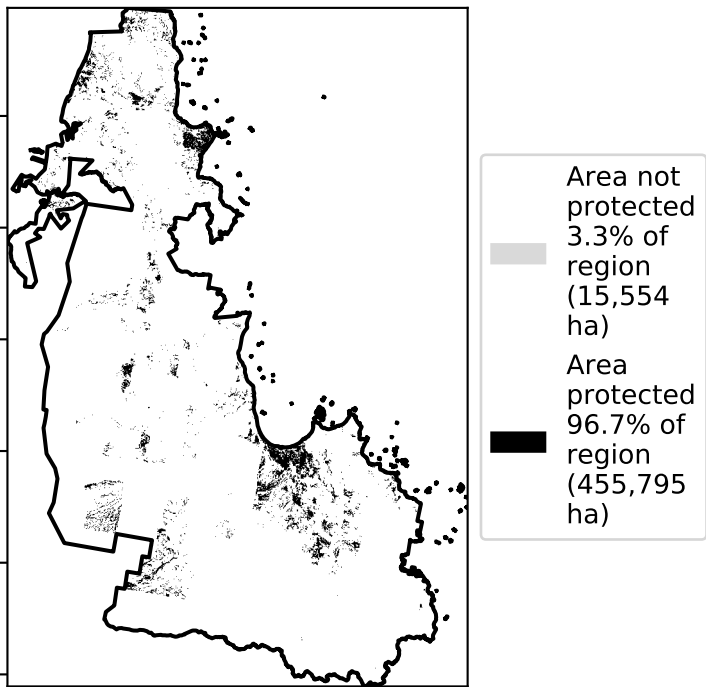 Area not
protected
3.3% of
region
(15,554
ha)
Area
protected
96.7% of
region
(455,795
ha)